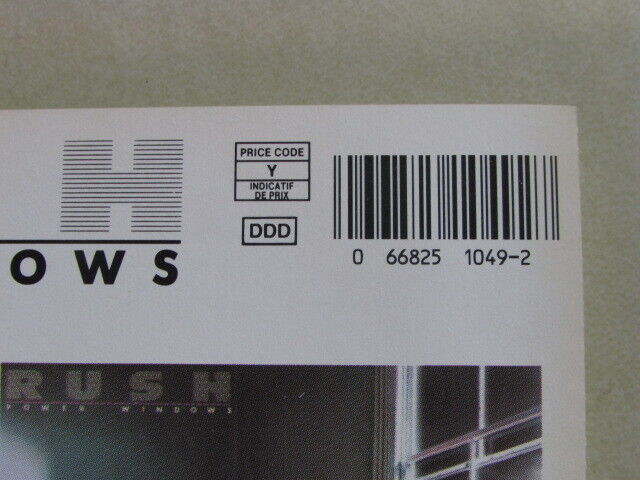 H
PRICE CODE
Y
INDICATIF
DE PRIX
OWS
DDD
0 66825 1049-2
RUSH
POWER WINDOWS